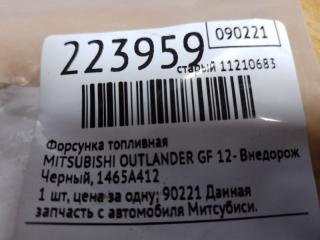 223959
090221
старый 11210683
Форсунка топливная
MITSUBISHI OUTLANDER GF 12- Внедорож
Черный, 1465A412
1 шт, цена за одну; 90221 Данная
запчасть с автомобиля Митсубиси.